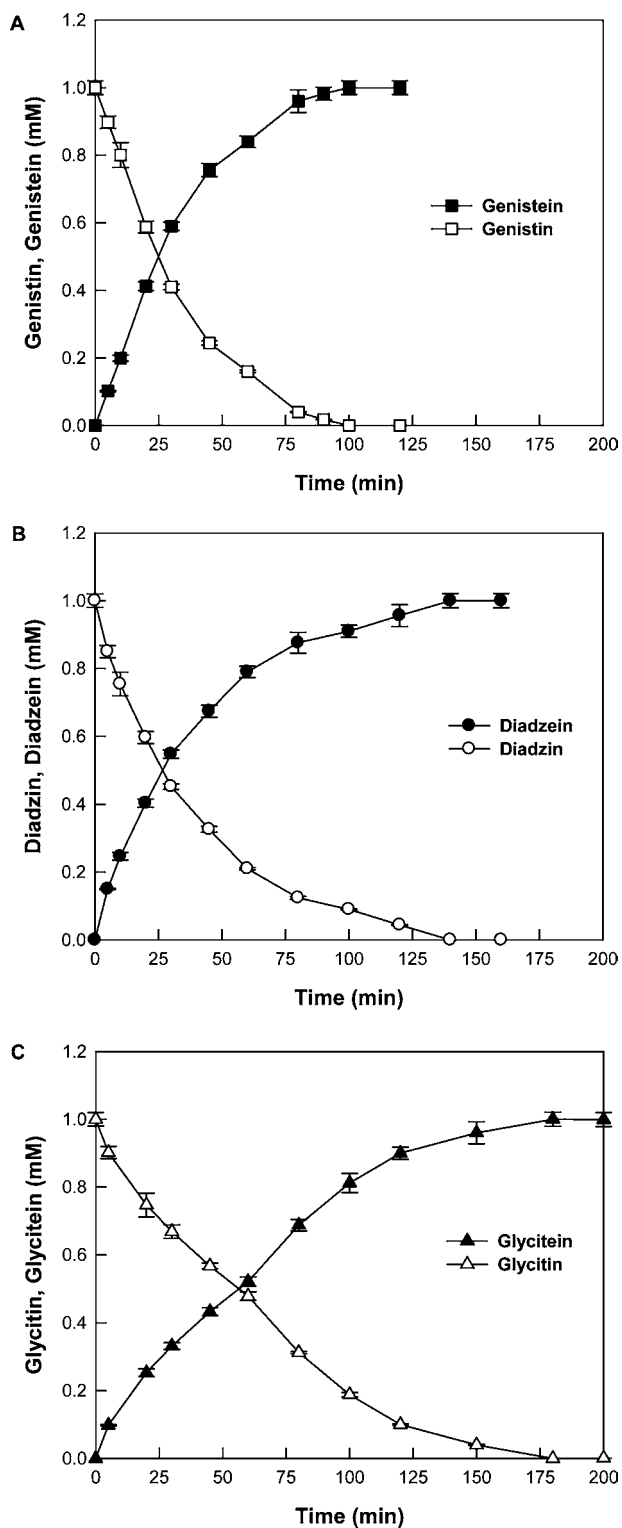 A
1.2
1.0
0.8
0.6
0.4
0.2
0.0
Genistin, Genistein (mM)
Genistein
Genistin
0 25 50 75 100 125 150 175 200
Time (min)
B
1.2
1.0
0.8
0.6
0.4
0.2
0.0
Diadzin, Diadzein (mM)
Diadzein
Diadzin
0 25 50 75 100 125 150 175 200
Time (min)
C
1.2
1.0
0.8
0.6
0.4
0.2
0.0
Glycitin, Glycitein (mM)
Glycitein
Glycitin
0 25 50 75 100 125 150 175 200
Time (min)